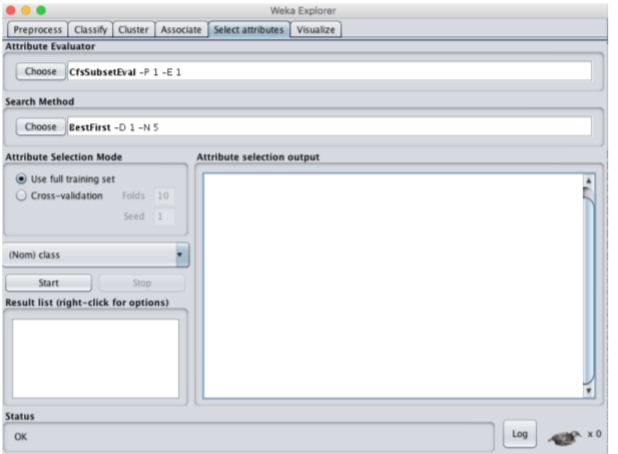 Weka Explorer
Preprocess Classify Cluster Associate Select attributes Visualize
Attribute Evaluator
Choose CfsSubsetEval -P 1 -E 1
Search Method
Choose BestFirst -D 1 -N 5
Attribute Selection Mode
Use full training set
Cross-validation Folds 10
Seed 1
(Nom) class
Start Stop
Result list (right-click for options)
Attribute selection output
Status
OK
Log x 0